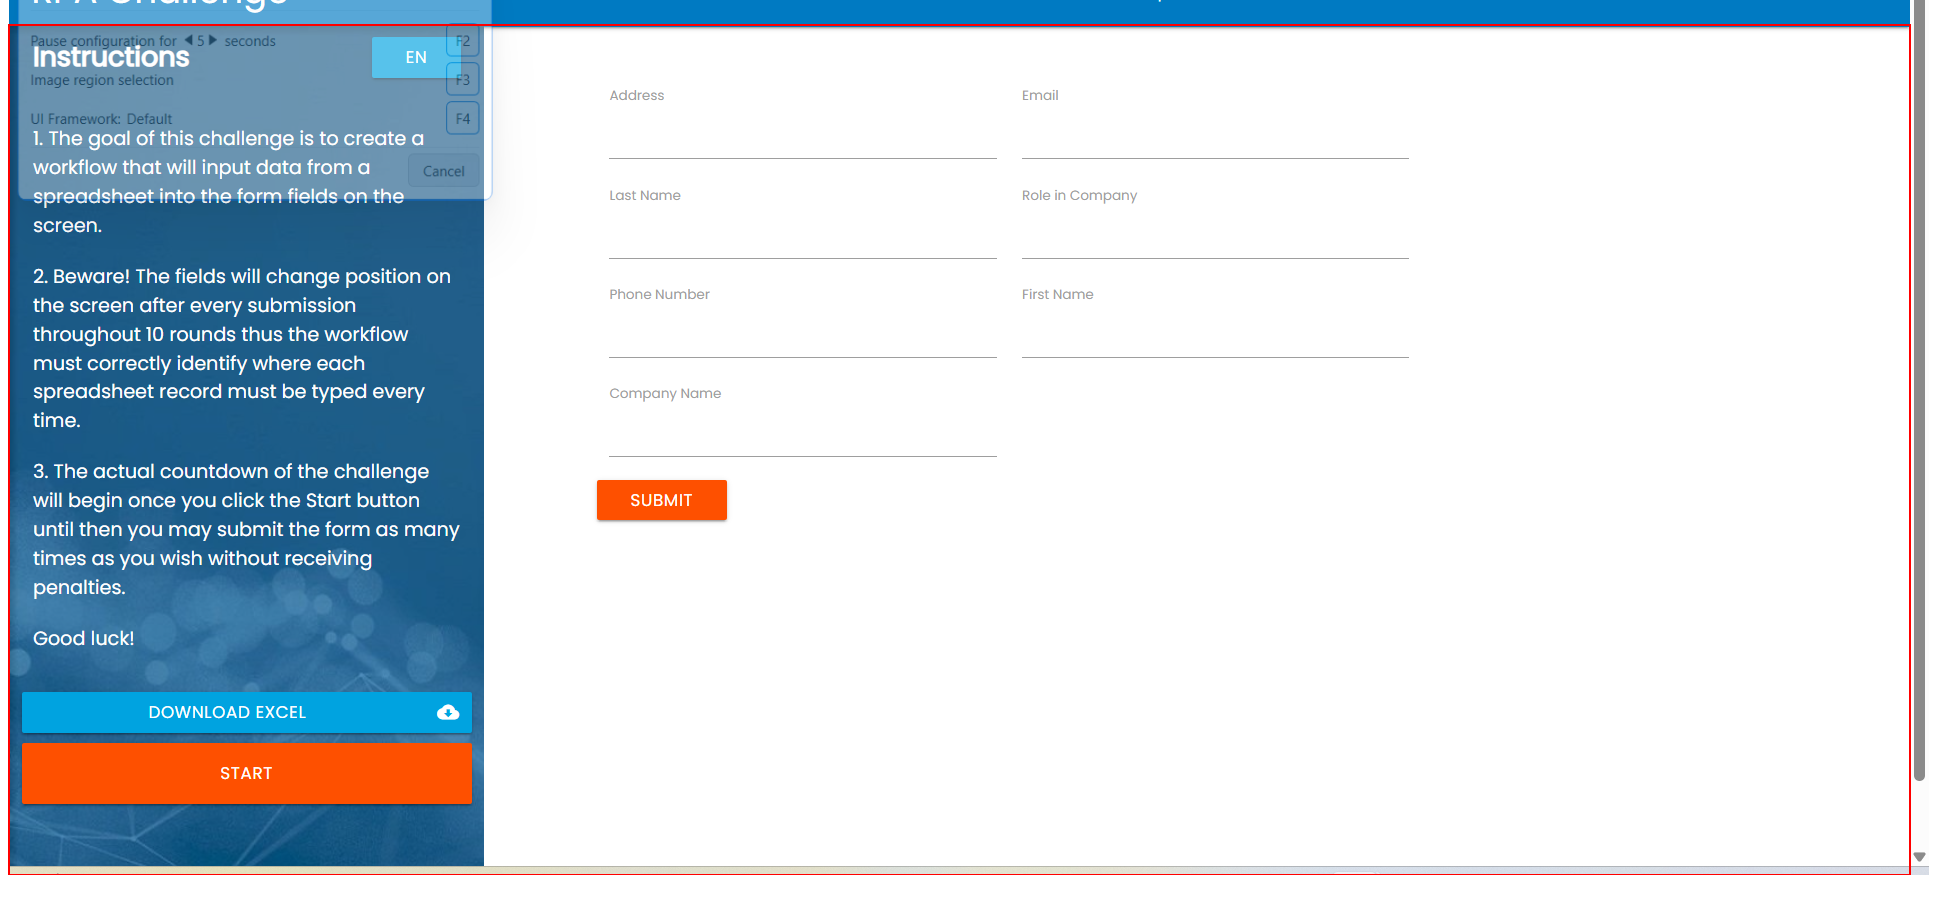 RPA Challenge
Pause configuration for 5 seconds
F2
Instructions
EN
Image region selection
F3
UI Framework: Default
F4
1. The goal of this challenge is to create a
workflow that will input data from a
Cancel
spreadsheet into the form fields on the
screen.
2. Beware! The fields will change position on
the screen after every submission
throughout 10 rounds thus the workflow
must correctly identify where each
spreadsheet record must be typed every
time.
3. The actual countdown of the challenge
will begin once you click the Start button
until then you may submit the form as many
times as you wish without receiving
penalties.
Good luck!
DOWNLOAD EXCEL
START
Address
Email
Last Name
Role in Company
Phone Number
First Name
Company Name
SUBMIT